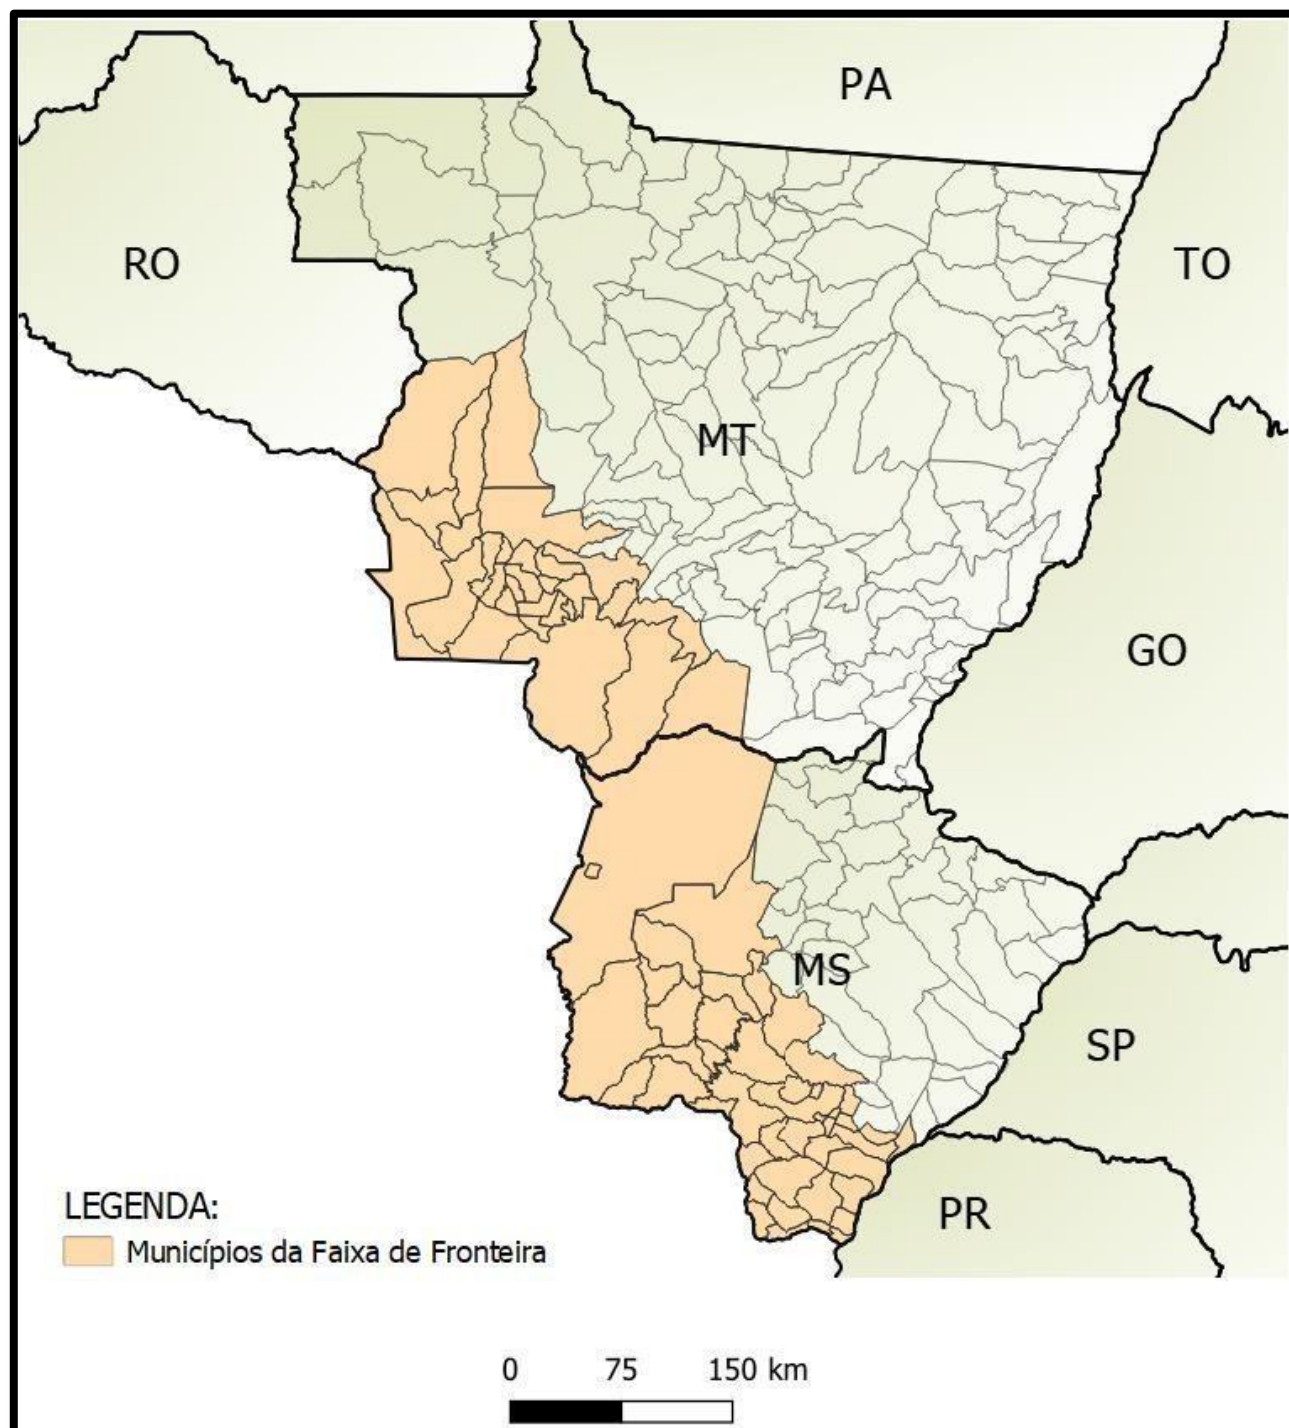 PA
RO
TO
MT
GO
MS
SP
PR
LEGENDA:
Municípios da Faixa de Fronteira
0 75 150 km